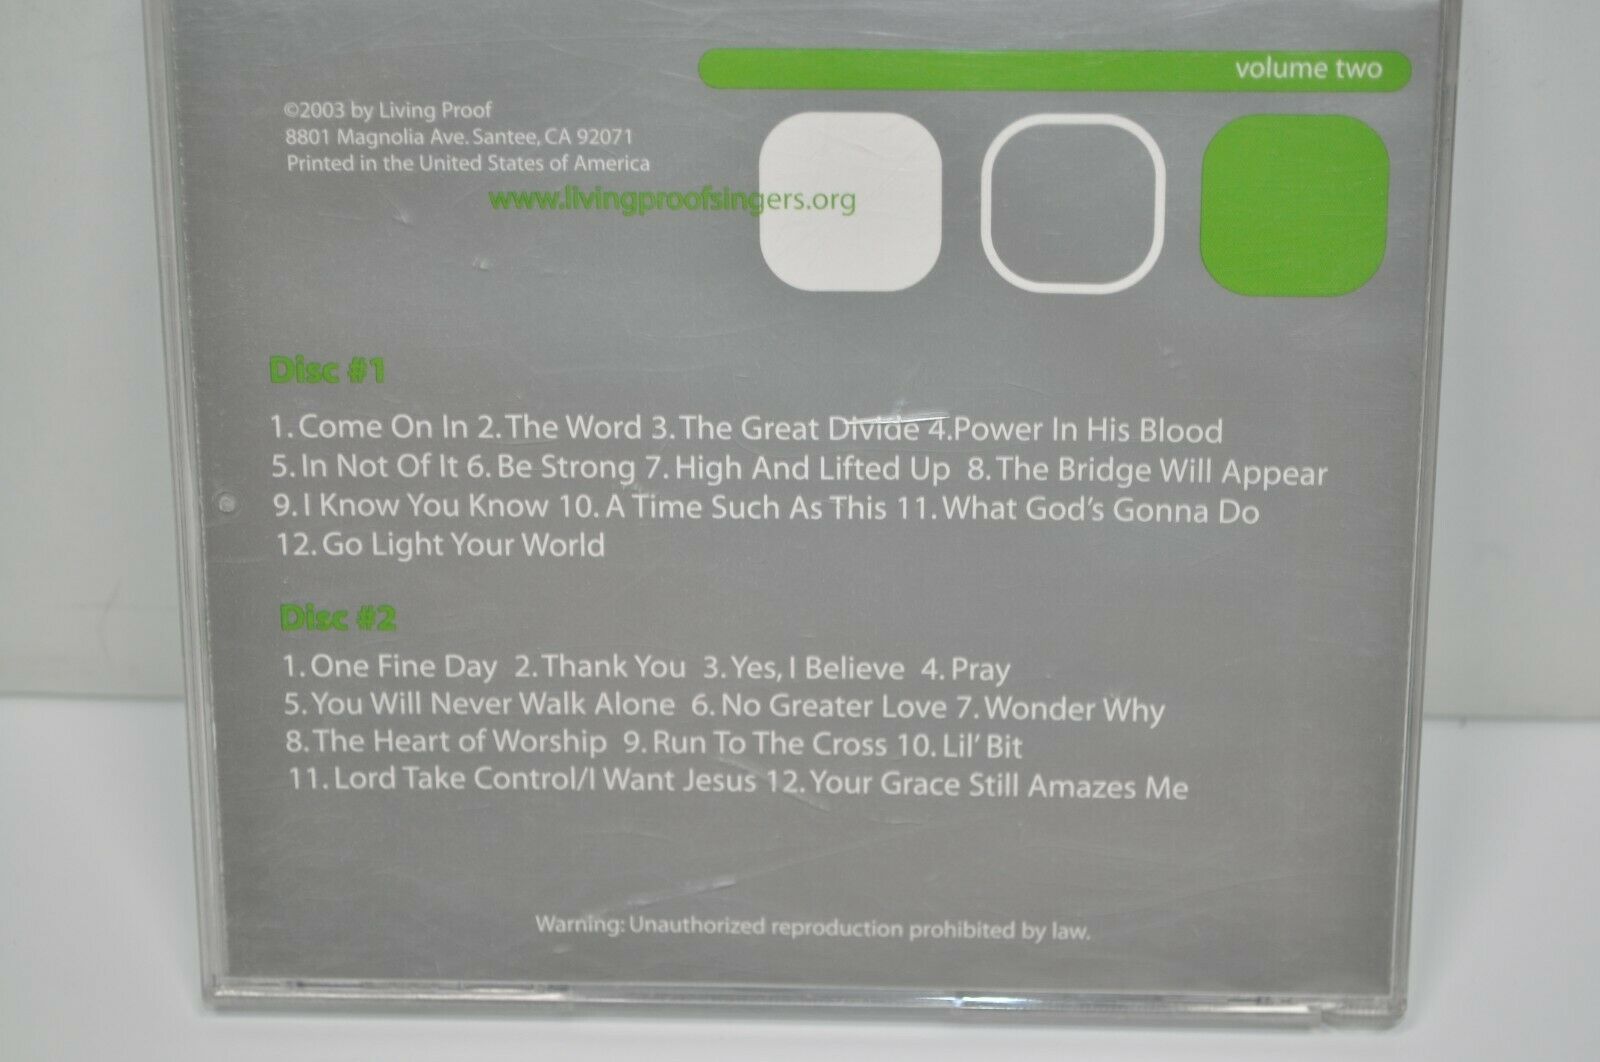 volume two
©2003 by Living Proof
8801 Magnolia Ave. Santee, CA 92071
Printed in the United States of America
www.livingproofsingers.org
Disc #1
1. Come On In 2. The Word 3. The Great Divide 4.Power In His Blood
5. In Not Of It 6. Be Strong 7. High And Lifted Up 8. The Bridge Will Appear
9. I Know You Know 10. A Time Such As This 11. What God's Gonna Do
12. Go Light Your World
Disc #2
1. One Fine Day 2. Thank You 3. Yes, I Believe 4. Pray
5. You Will Never Walk Alone 6. No Greater Love 7. Wonder Why
8. The Heart of Worship 9. Run To The Cross 10. Lil' Bit
11. Lord Take Control/I Want Jesus 12. Your Grace Still Amazes Me
Warning: Unauthorized reproduction prohibited by law.